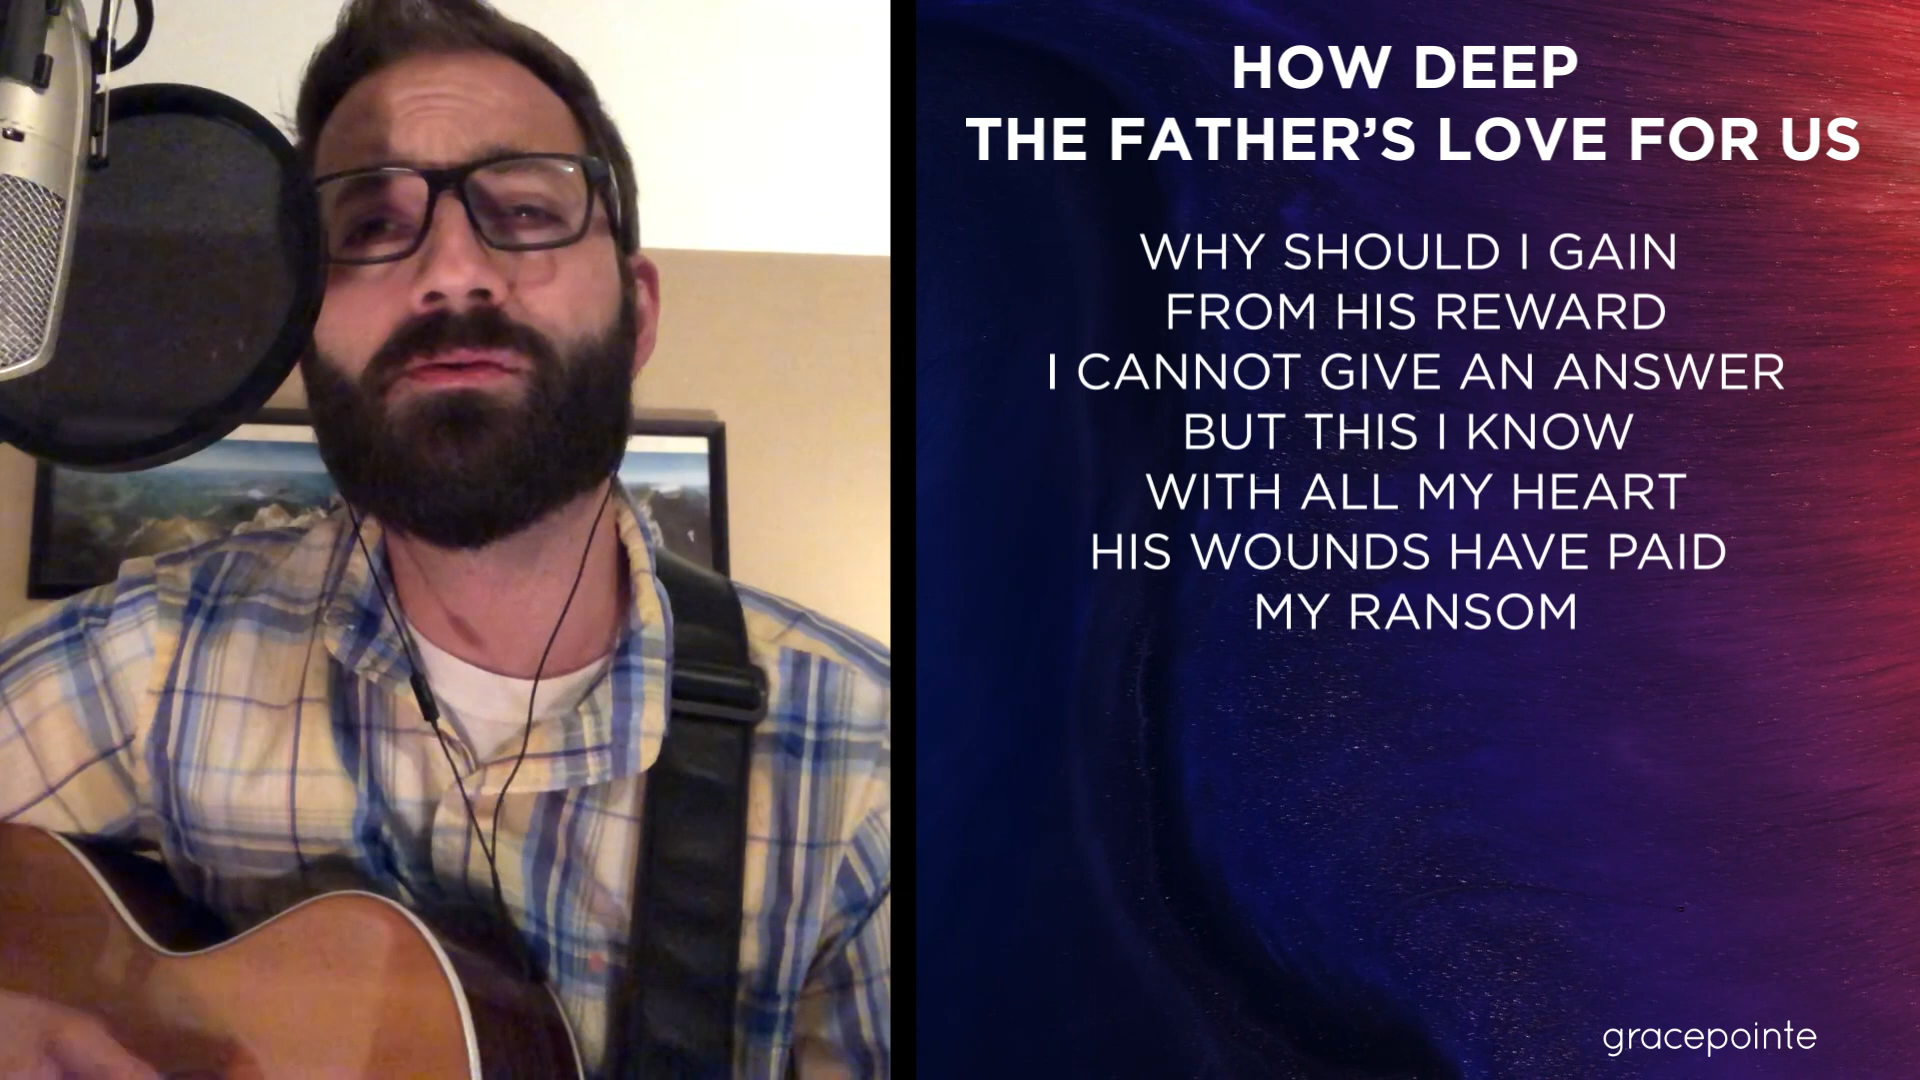 HOW DEEP
THE FATHER’S LOVE FOR US
WHY SHOULD I GAIN
FROM HIS REWARD
I CANNOT GIVE AN ANSWER
BUT THIS I KNOW
WITH ALL MY HEART
HIS WOUNDS HAVE PAID
MY RANSOM
gracepointe